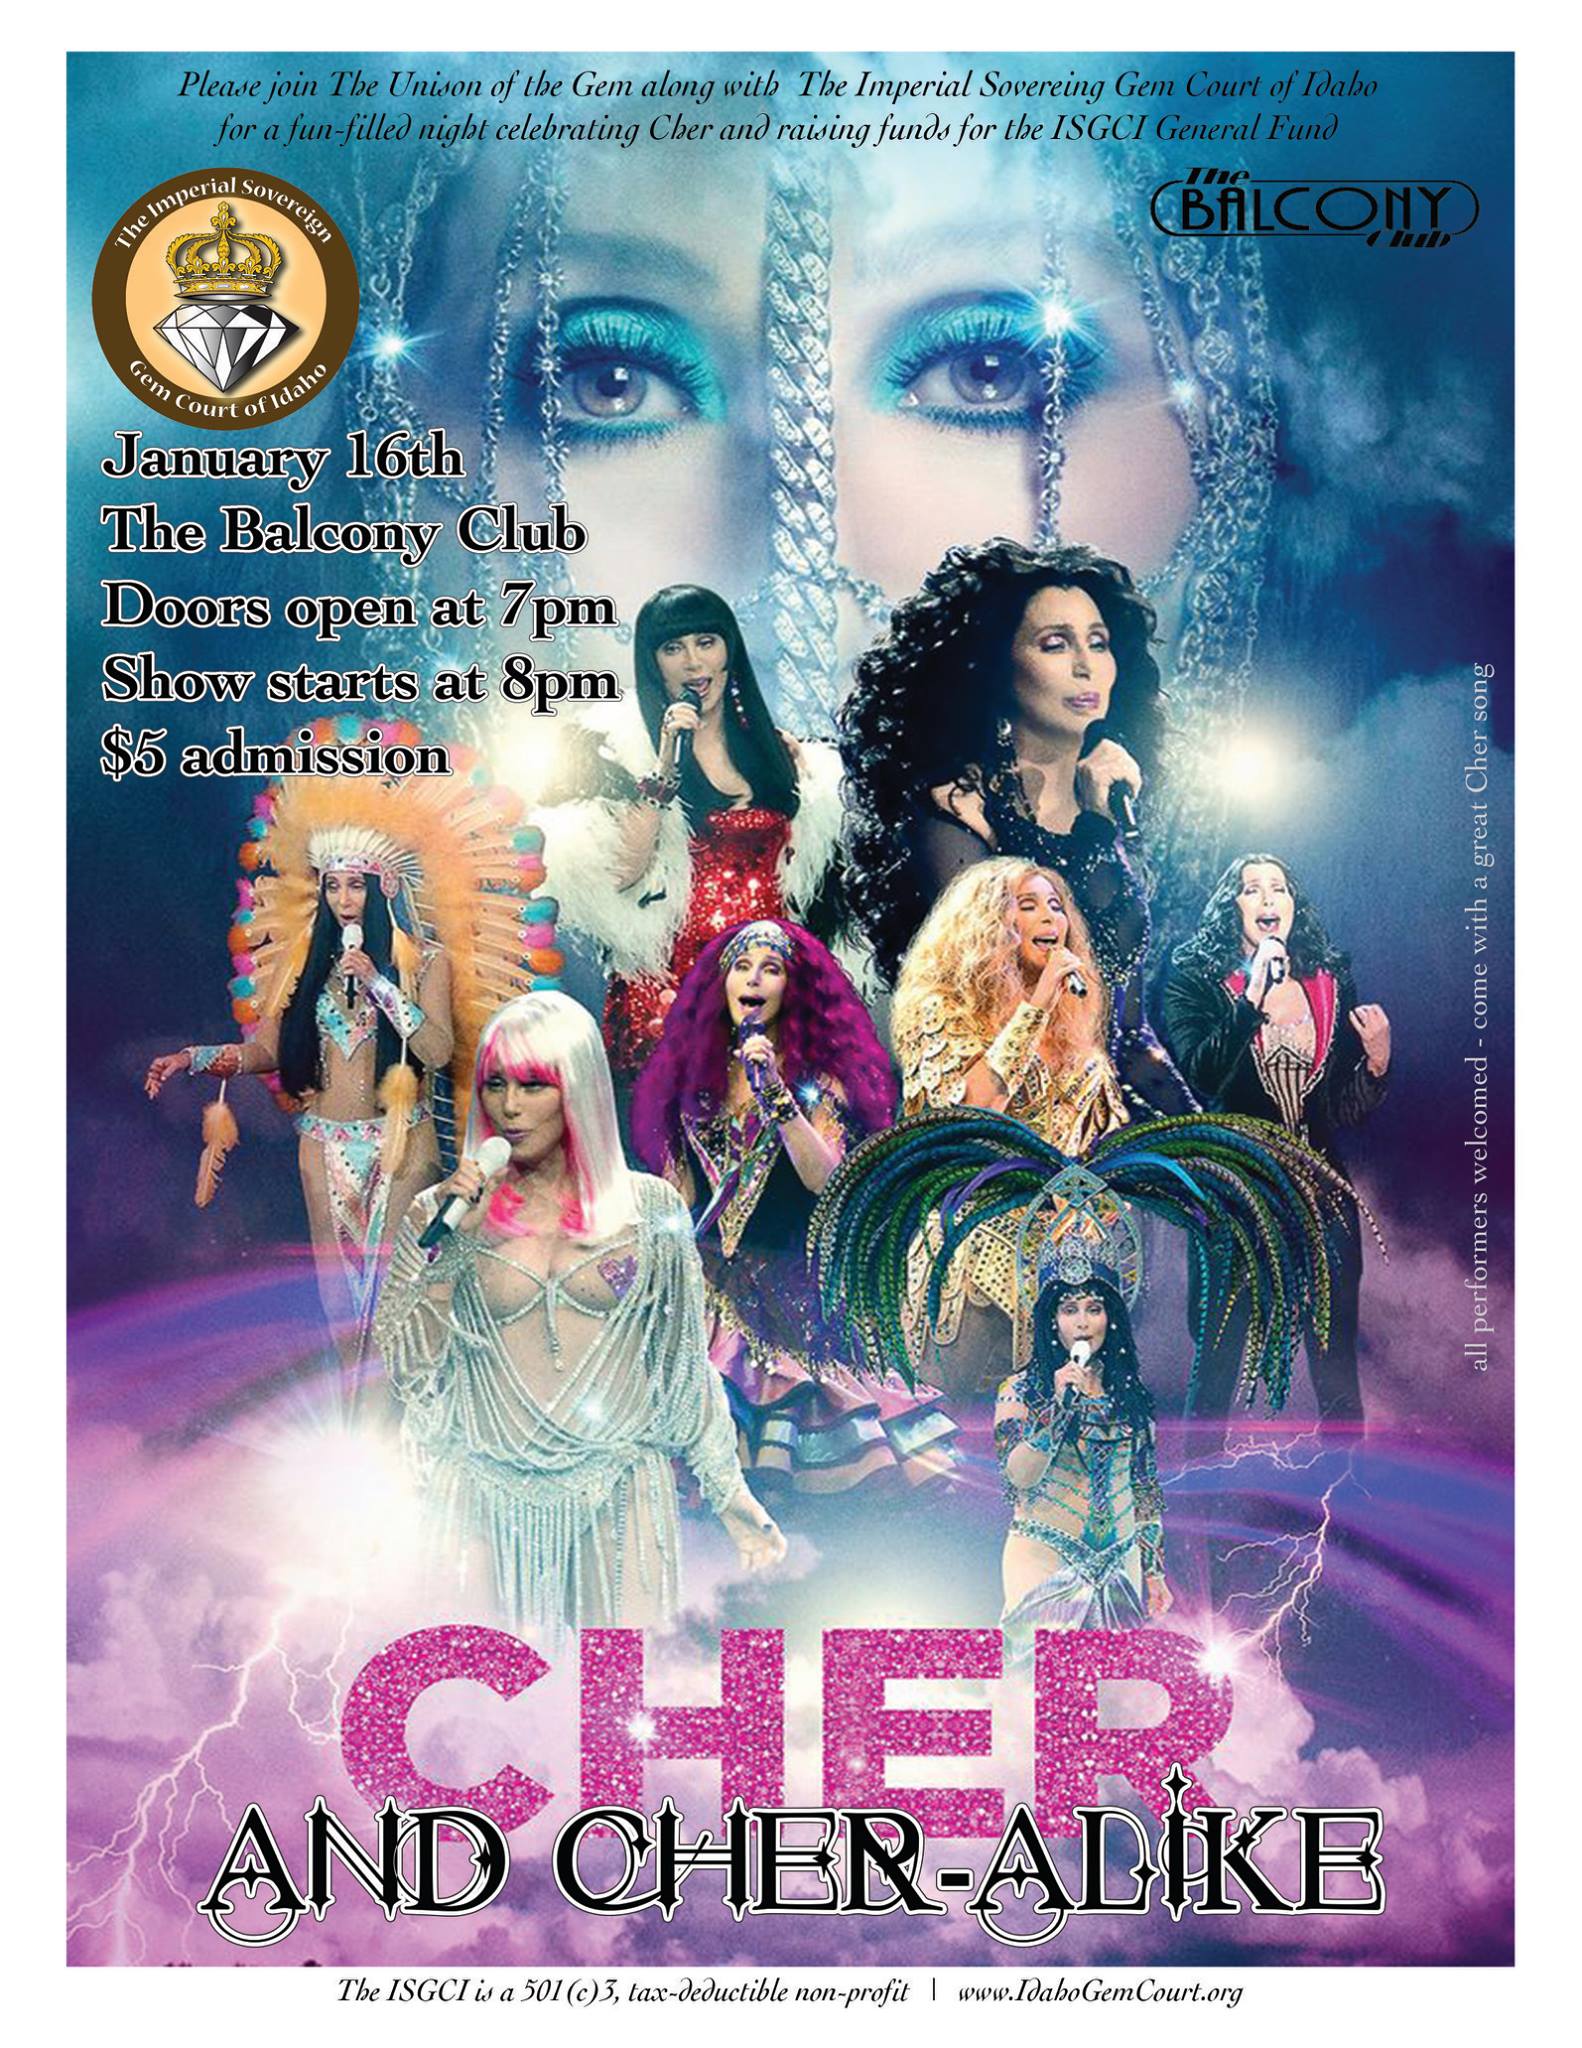 Please join The Unison of the Gem along with The Imperial Sovereing Gem Court of Idaho
for a fun-filled night celebrating Cher and raising funds for the ISGCI General Fund
The Imperial Sovereign
Gem Court of Idaho
The
BALCONY
Club
January 16th
The Balcony Club
Doors open at 7pm
Show starts at 8pm
$5 admission
all performers welcomed - come with a great Cher song
CHER
AND CHER-ALIKE
The ISGCI is a 501(c)3, tax-deductible non-profit | www.IdahoGemCourt.org